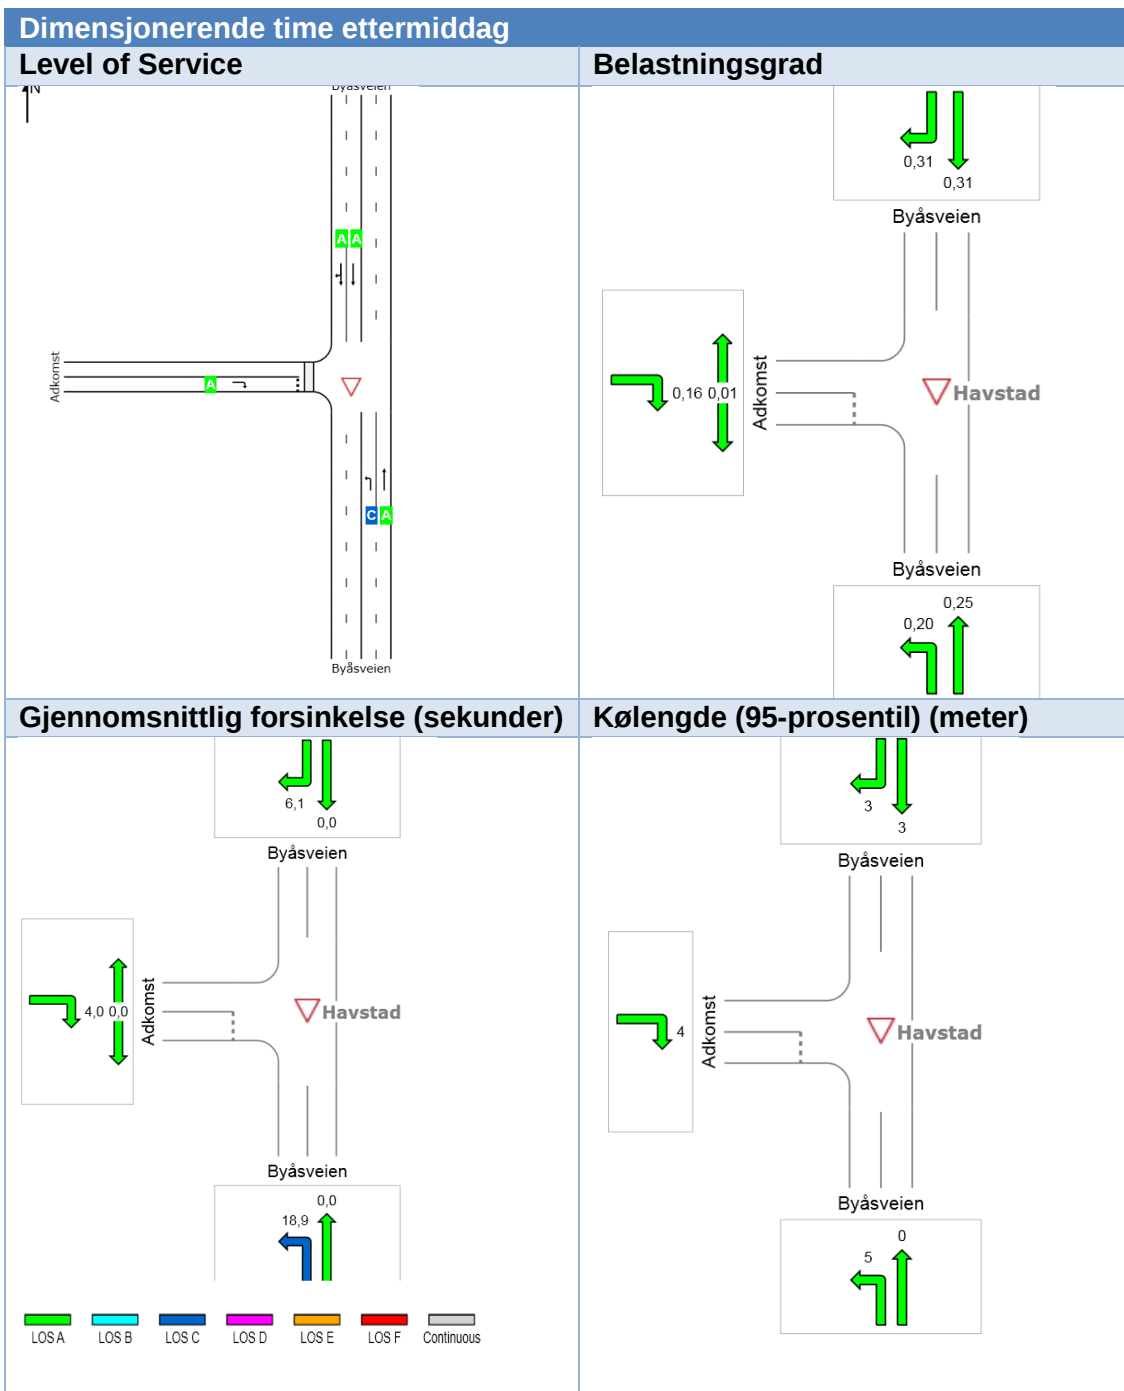 Dimensjonerende time ettermiddag
Level of Service
Belastningsgrad
N
Byåsveien
A A
Adkomst
A
C A
Byåsveien
0,31
0,31
Byåsveien
0,16 0,01
Adkomst
Havstad
Byåsveien
0,25
0,20
Gjennomsnittlig forsinkelse (sekunder)
Kølengde (95-prosentil) (meter)
6,1
0,0
Byåsveien
4,0 0,0
Adkomst
Havstad
Byåsveien
0,0
18,9
LOS A LOS B LOS C LOS D LOS E LOS F Continuous
3
3
Byåsveien
4
Adkomst
Havstad
Byåsveien
0
5